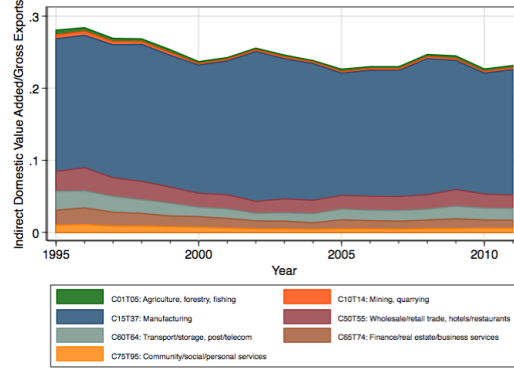 Indirect Domestic Value Added/Gross Exports
.3
.2
.1
0
1995
2000
2005
2010
Year
C01T05: Agriculture, forestry, fishing
C10T14: Mining, quarrying
C15T37: Manufacturing
C50T55: Wholesale/retail trade, hotels/restaurants
C60T64: Transport/storage, post/telecom
C65T74: Finance/real estate/business services
C75T95: Community/social/personal services